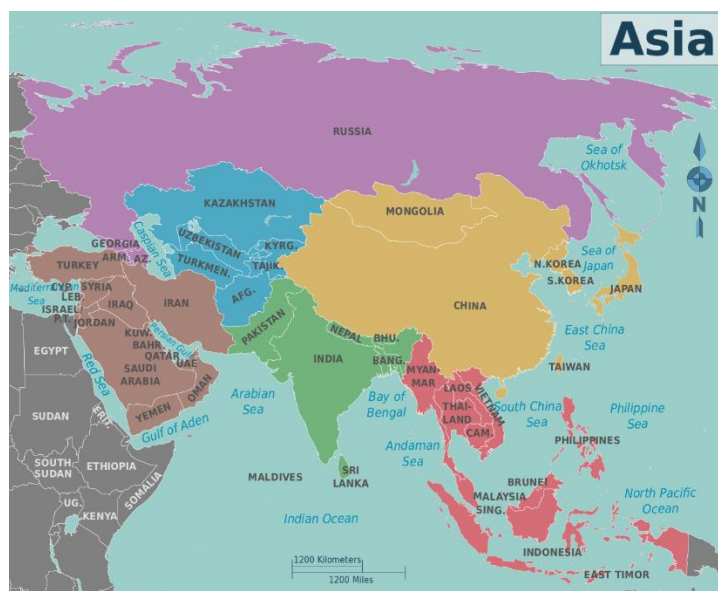 Asia
RUSSIA
Sea of
Okhotsk
N
KAZAKHSTAN
MONGOLIA
UZBEKISTAN
KYRG.
TURKMEN.
TAJIK.
GEORGIA
ARM.
AZ.
Caspian Sea
TURKEY
Sea of
Japan
N.KOREA
S.KOREA
JAPAN
Mediterranean
Sea
CYP.
SYRIA
LEB.
ISRAEL/
P.T.
JORDAN
IRAQ
IRAN
AFG.
CHINA
PAKISTAN
KUW.
BAHR.
QATAR
UAE
Persian Gulf
SAUDI
ARABIA
OMAN
YEMEN
EGYPT
Red Sea
Gulf of Aden
NEPAL
BHU.
INDIA
BANG.
East China
Sea
TAIWAN
MYAN-
MAR
LAOS
VIETNAM
THAI-
LAND
CAM.
Arabian
Sea
Bay of
Bengal
Andaman
Sea
South China
Sea
Philippine
Sea
PHILIPPINES
SUDAN
ERIT.
SOUTH
SUDAN
ETHIOPIA
SOMALIA
UG.
KENYA
MALDIVES
SRI
LANKA
Indian Ocean
BRUNEI
MALAYSIA
SING.
North Pacific
Ocean
INDONESIA
EAST TIMOR
1200 Kilometers
1200 Miles